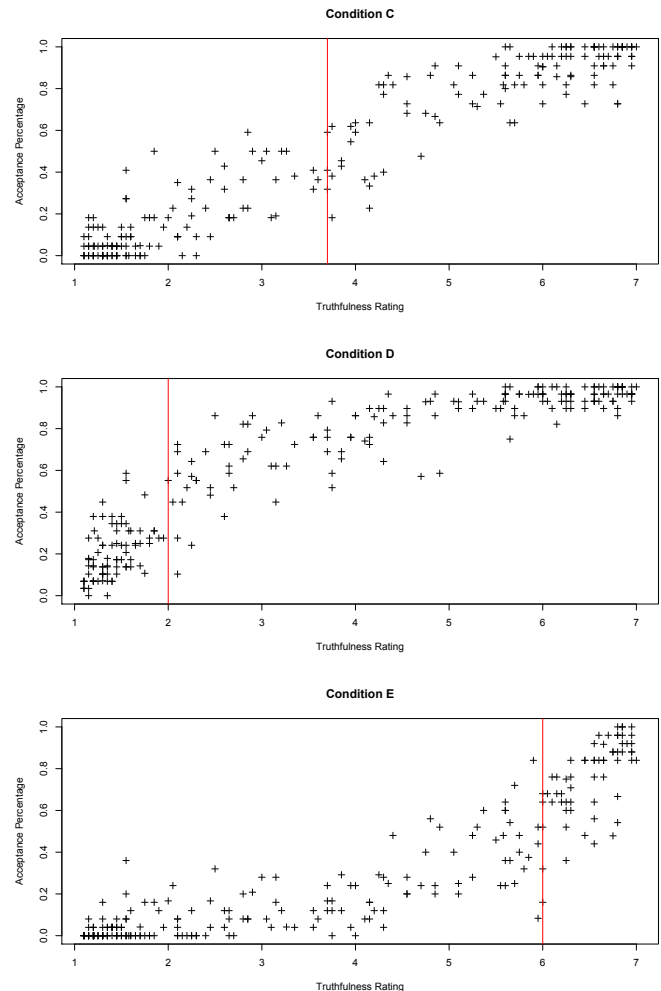 Condition C
Acceptance Percentage
0.0 0.2 0.4 0.6 0.8 1.0
1 2 3 4 5 6 7
Truthfulness Rating
Condition D
Acceptance Percentage
0.0 0.2 0.4 0.6 0.8 1.0
1 2 3 4 5 6 7
Truthfulness Rating
Condition E
Acceptance Percentage
0.0 0.2 0.4 0.6 0.8 1.0
1 2 3 4 5 6 7
Truthfulness Rating